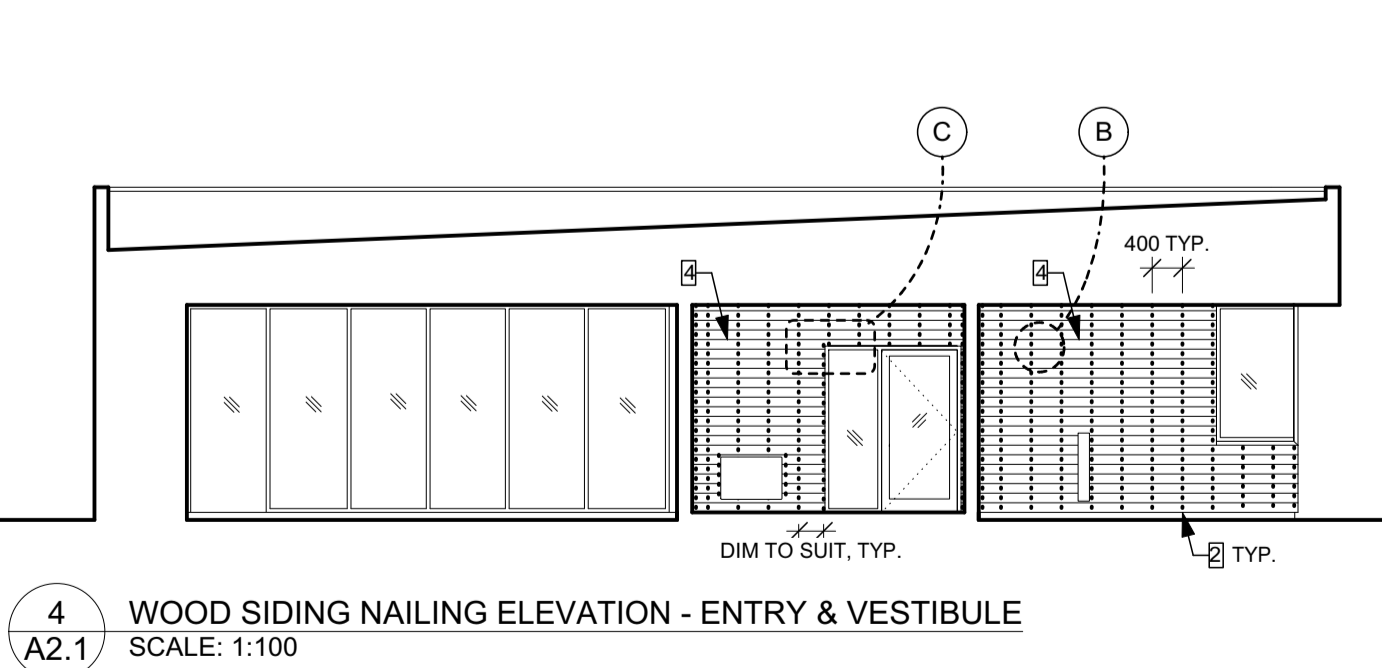 C
B
400 TYP.
4
4
DIM TO SUIT, TYP.
2 TYP.
4
WOOD SIDING NAILING ELEVATION - ENTRY & VESTIBULE
A2.1
SCALE: 1:100